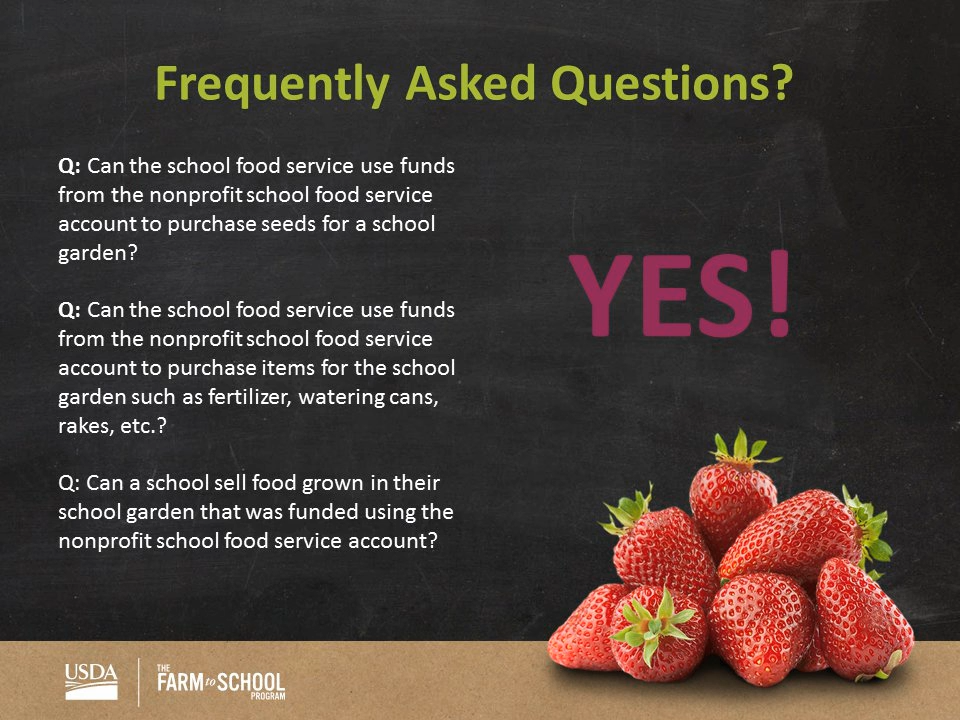 Frequently Asked Questions?
Q: Can the school food service use funds
from the nonprofit school food service
account to purchase seeds for a school
garden?
Q: Can the school food service use funds
from the nonprofit school food service
account to purchase items for the school
garden such as fertilizer, watering cans,
rakes, etc.?
Q: Can a school sell food grown in their
school garden that was funded using the
nonprofit school food service account?
YES!
USDA
THE
FARM to SCHOOL
PROGRAM